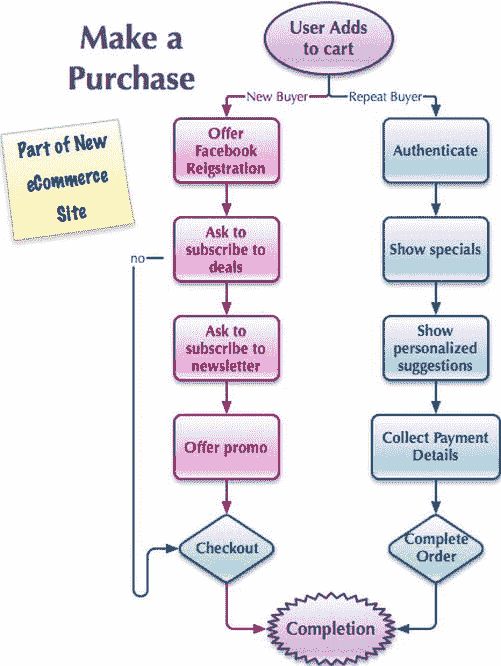 Make a
Purchase
User Adds
to cart
New Buyer
Repeat Buyer
Part of New
eCommerce
Site
Offer
Facebook
Reigstration
Authenticate
no
Ask to
subscribe to
deals
Show specials
Ask to
subscribe to
newsletter
Show
personalized
suggestions
Offer promo
Collect Payment
Details
Checkout
Complete
Order
Completion